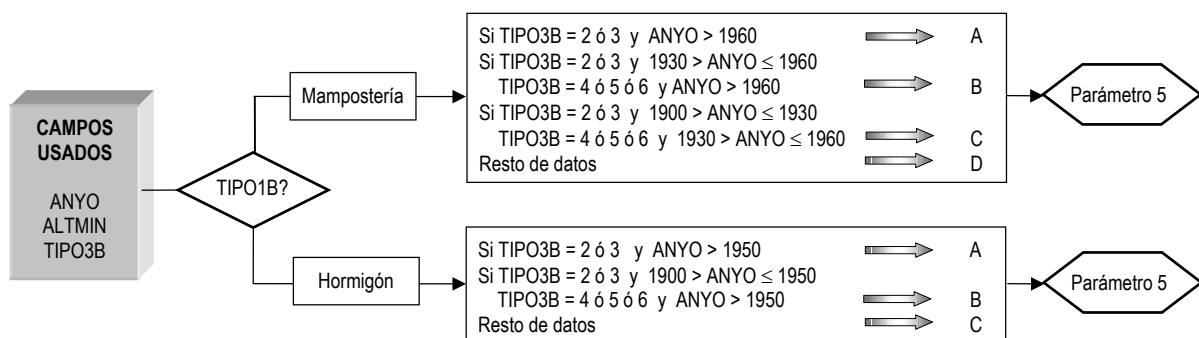 CAMPOS
USADOS
ANYO
ALTMIN
TIPO3B
TIPO1B?
Mampostería
Si TIPO3B = 2 ó 3 y ANYO > 1960 A
Si TIPO3B = 2 ó 3 y 1930 > ANYO ≤ 1960
TIPO3B = 4 ó 5 ó 6 y ANYO > 1960 B
Si TIPO3B = 2 ó 3 y 1900 > ANYO ≤ 1930
TIPO3B = 4 ó 5 ó 6 y 1930 > ANYO ≤ 1960 C
Resto de datos D
Parámetro 5
Hormigón
Si TIPO3B = 2 ó 3 y ANYO > 1950 A
Si TIPO3B = 2 ó 3 y 1900 > ANYO ≤ 1950
TIPO3B = 4 ó 5 ó 6 y ANYO > 1950 B
Resto de datos C
Parámetro 5